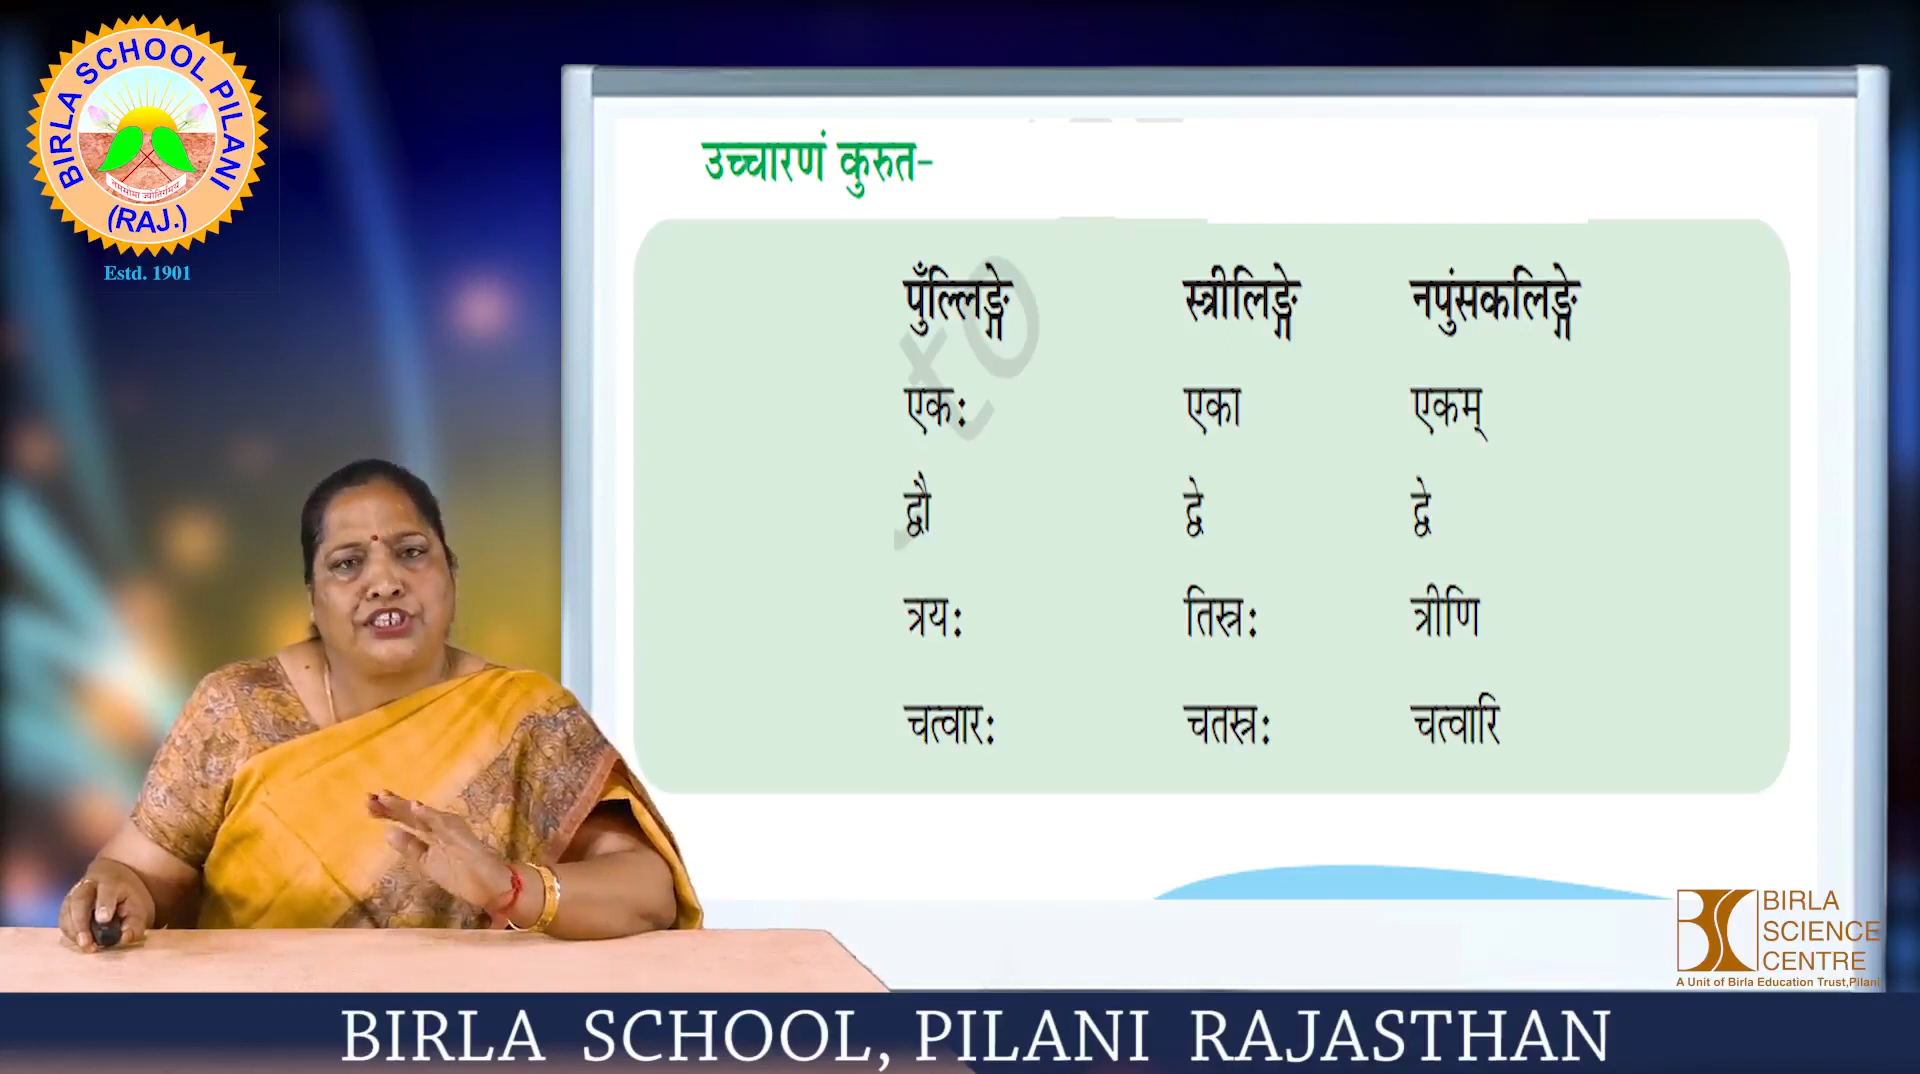 BIRLA SCHOOL PILANI
(RAJ.)
Estd. 1901
उच्चारणं कुरुत-
पुँल्लिङ्गे स्त्रीलिङ्गे नपुंसकलिङ्गे
एकः एका एकम्
द्वौ द्वे द्वे
त्रयः तिस्रः त्रीणि
चत्वारः चतस्रः चत्वारि
to
BIRLA
SCIENCE
CENTRE
A Unit of Birla Education Trust,Pilani
BIRLA SCHOOL, PILANI RAJASTHAN